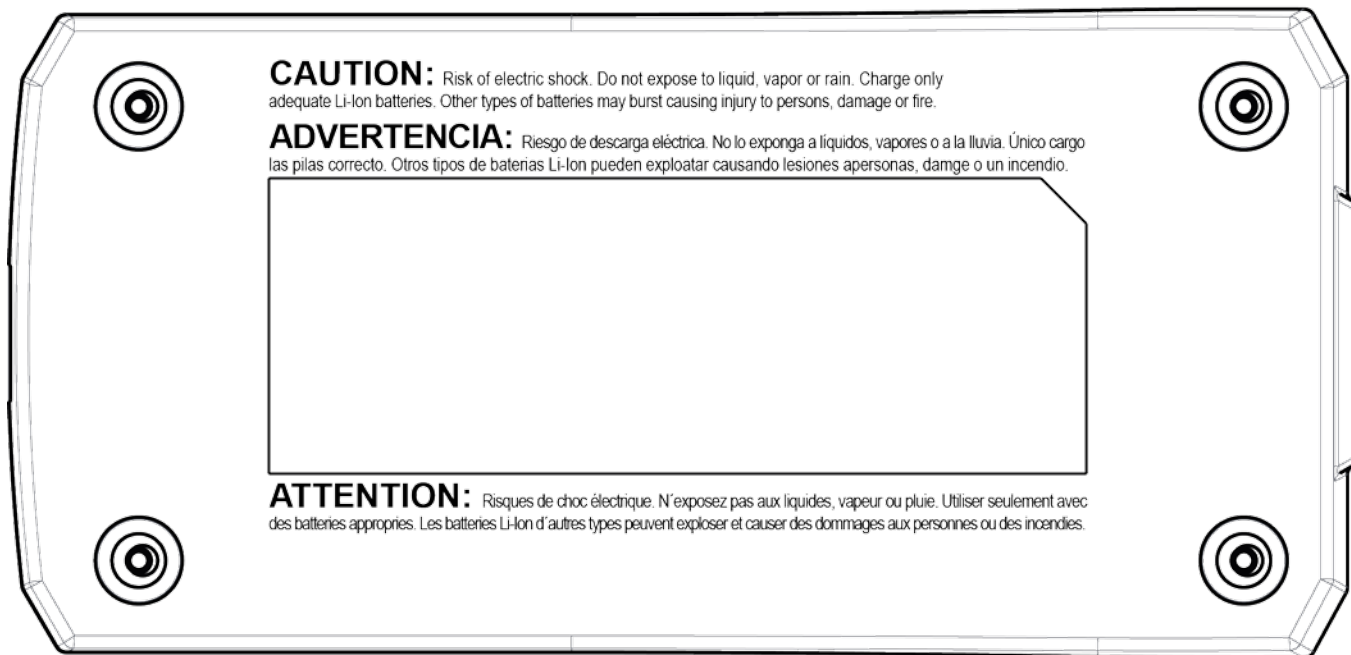 CAUTION: Risk of electric shock. Do not expose to liquid, vapor or rain. Charge only
adequate Li-Ion batteries. Other types of batteries may burst causing injury to persons, damage or fire.
ADVERTENCIA: Riesgo de descarga eléctrica. No lo exponga a líquidos, vapores o a la lluvia. Único cargo
las pilas correcto. Otros tipos de baterias Li-Ion pueden exploatar causando lesiones apersonas, damge o un incendio.
ATTENTION: Risques de choc électrique. N´exposez pas aux liquides, vapeur ou pluie. Utiliser seulement avec
des batteries appropries. Les batteries Li-Ion d´autres types peuvent exploser et causer des dommages aux personnes ou des incendies.